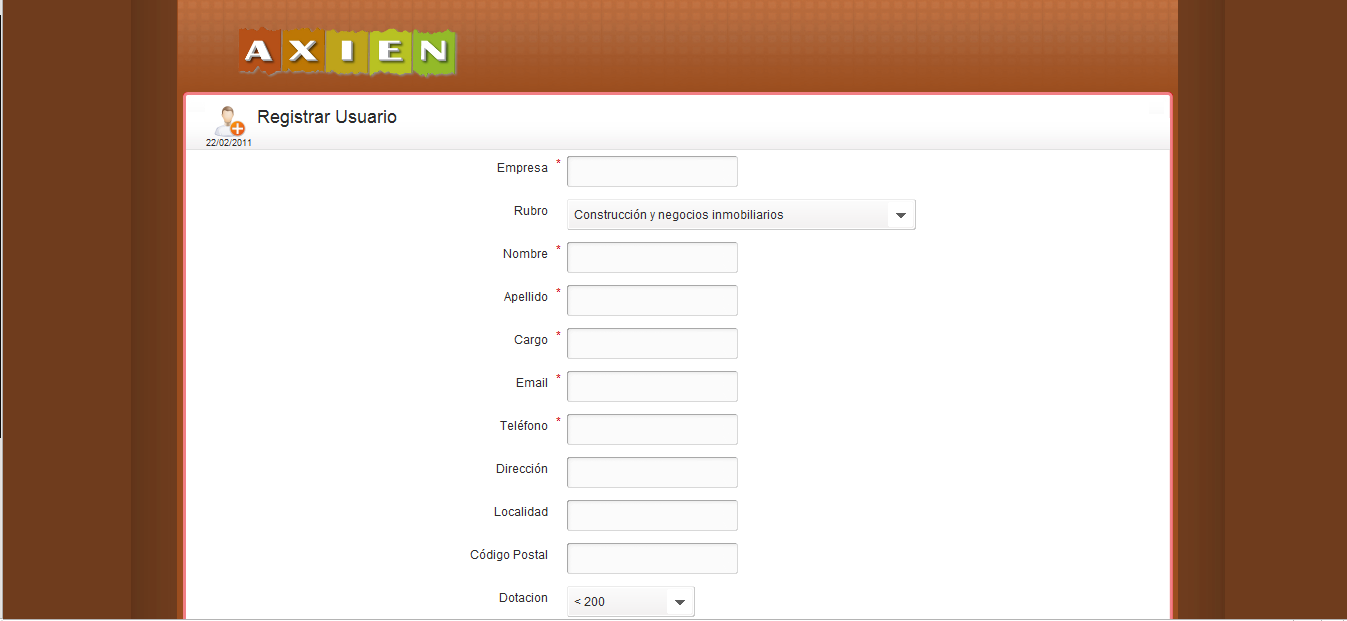 AXIEN
Registrar Usuario
22/02/2011
Empresa *
Rubro Construcción y negocios inmobiliarios
Nombre *
Apellido *
Cargo *
Email *
Teléfono *
Dirección
Localidad
Código Postal
Dotacion < 200